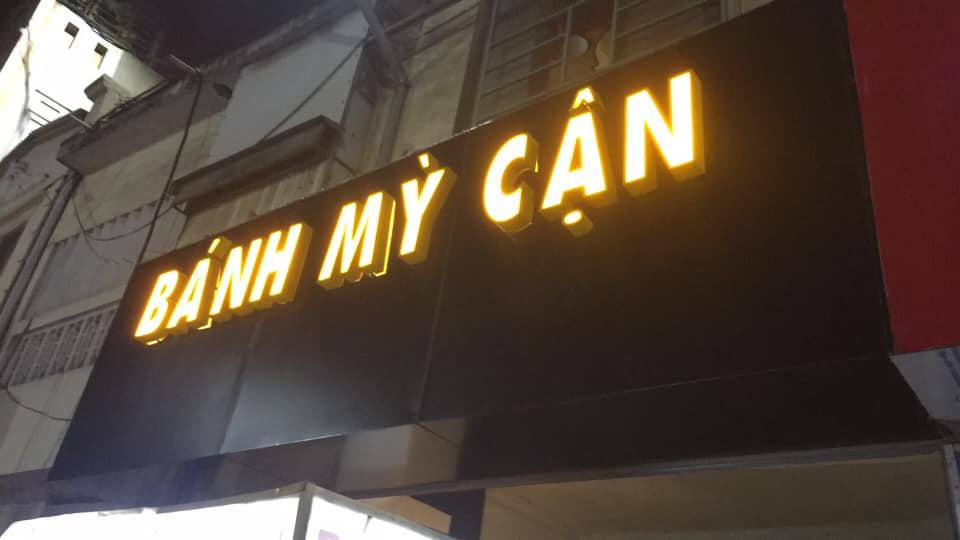 BÁNH MỲ CẬN